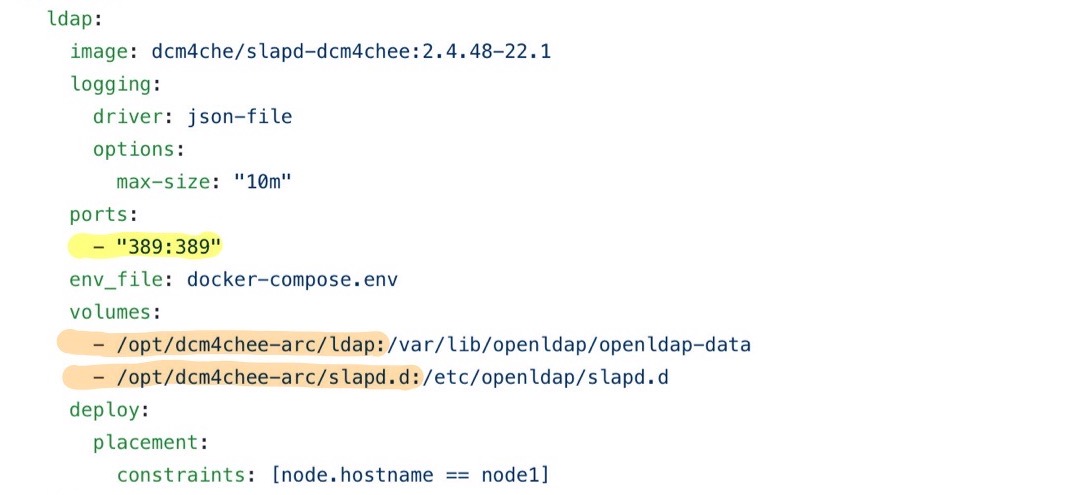 ldap:
image: dcm4che/slapd-dcm4chee:2.4.48-22.1
logging:
driver: json-file
options:
max-size: "10m"
ports:
- "389:389"
env_file: docker-compose.env
volumes:
- /opt/dcm4chee-arc/ldap:/var/lib/openldap/openldap-data
- /opt/dcm4chee-arc/slapd.d:/etc/openldap/slapd.d
deploy:
placement:
constraints: [node.hostname == node1]